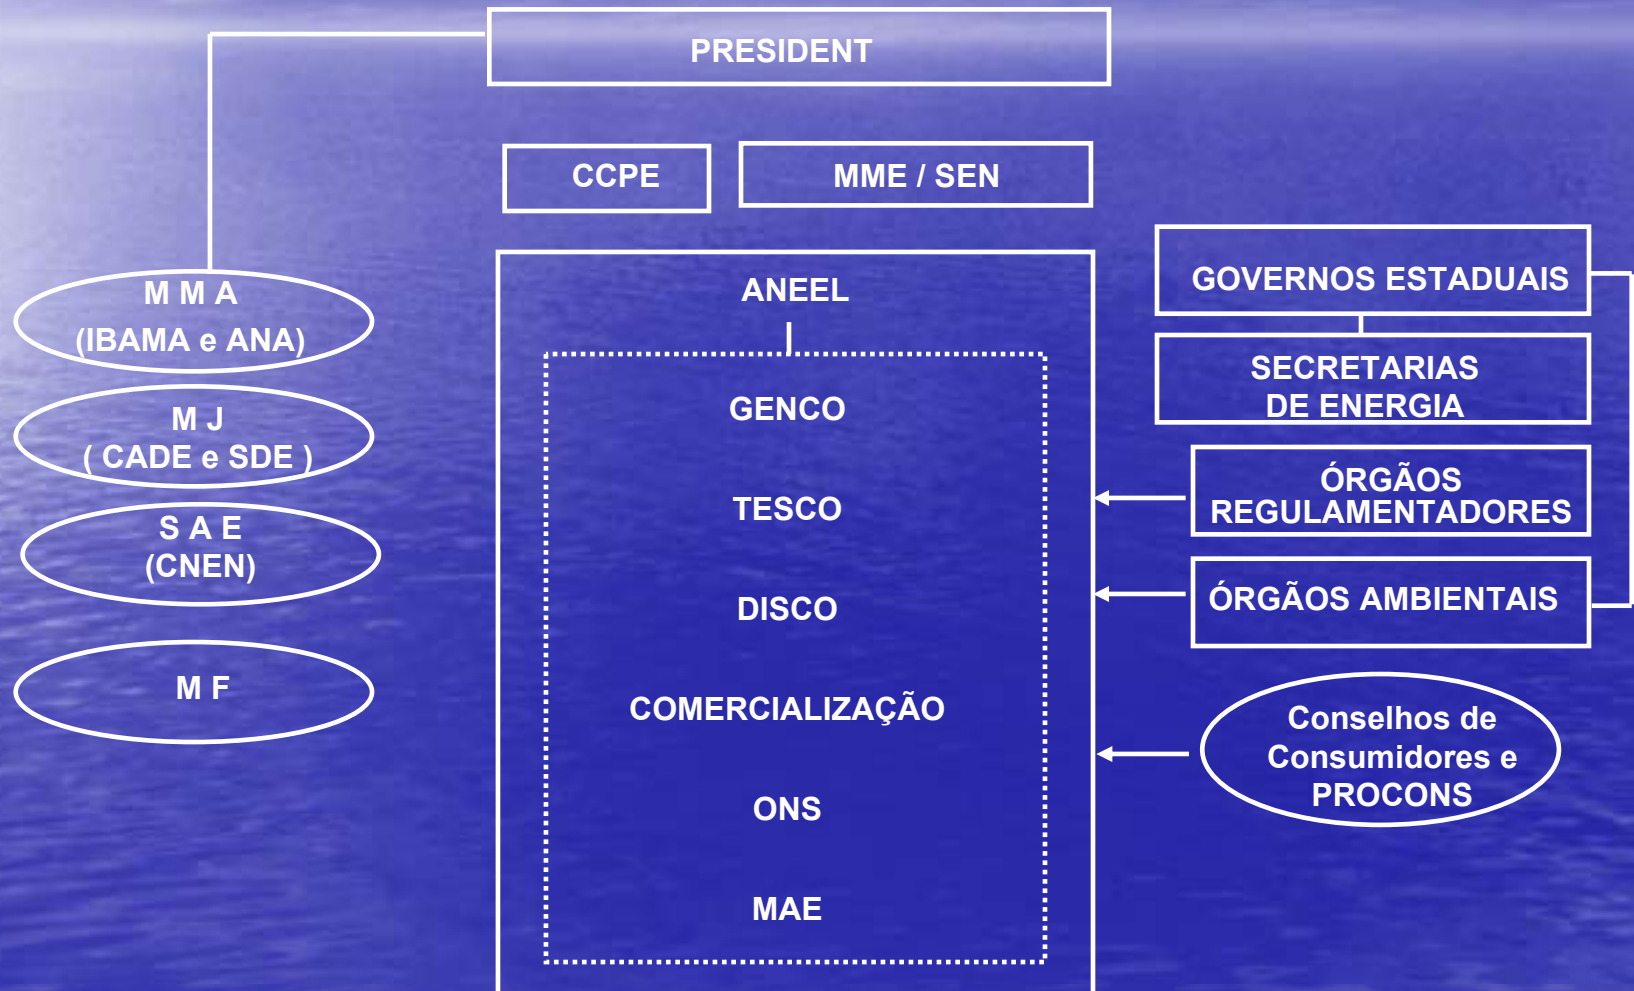 PRESIDENT
CCPE
MME / SEN
M M A
(IBAMA e ANA)
M J
( CADE e SDE )
S A E
(CNEN)
M F
ANEEL
GENCO
TESCO
DISCO
COMERCIALIZAÇÃO
ONS
MAE
GOVERNOS ESTADUAIS
SECRETARIAS
DE ENERGIA
ÓRGÃOS
REGULAMENTADORES
ÓRGÃOS AMBIENTAIS
Conselhos de
Consumidores e
PROCONS